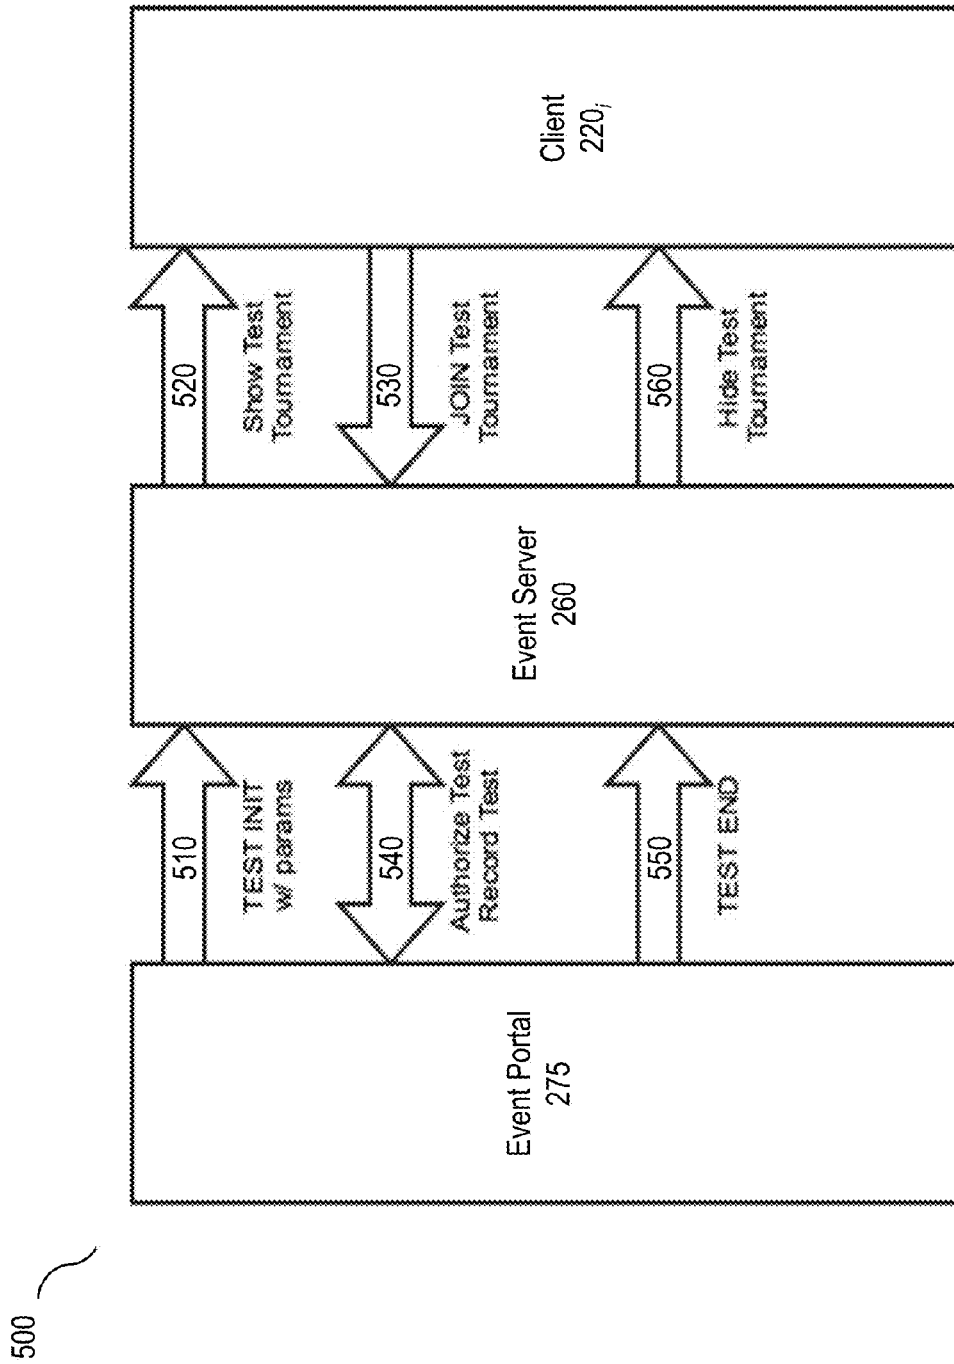 500
Event Portal
275
510
TEST INIT
w/ params
540
Authorize Test
Record Test
550
TEST END
Event Server
260
520
Show Test
Tournament
530
JOIN Test
Tournament
560
Hide Test
Tournament
Client
220i